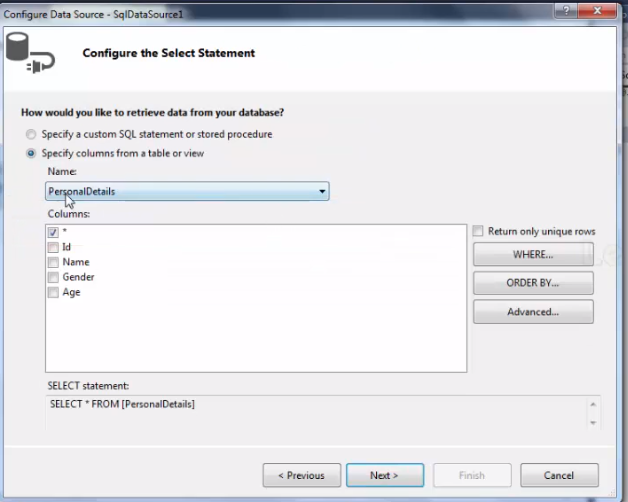 Configure Data Source - SqlDataSource1
?
Configure the Select Statement
How would you like to retrieve data from your database?
Specify a custom SQL statement or stored procedure
Specify columns from a table or view
Name:
PersonalDetails
Columns:
*
Id
Name
Gender
Age
Return only unique rows
WHERE...
ORDER BY...
Advanced...
SELECT statement:
SELECT * FROM [PersonalDetails]
< Previous
Next >
Finish
Cancel